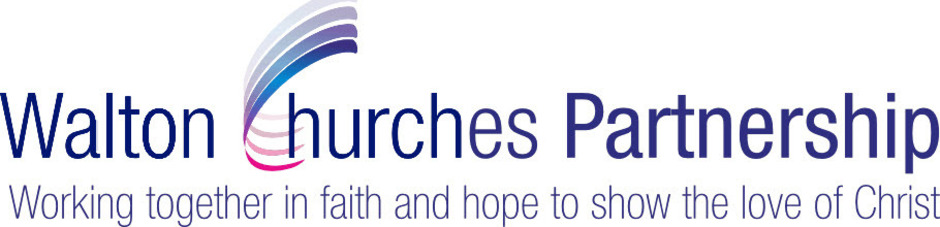 Walton Churches Partnership
Working together in faith and hope to show the love of Christ